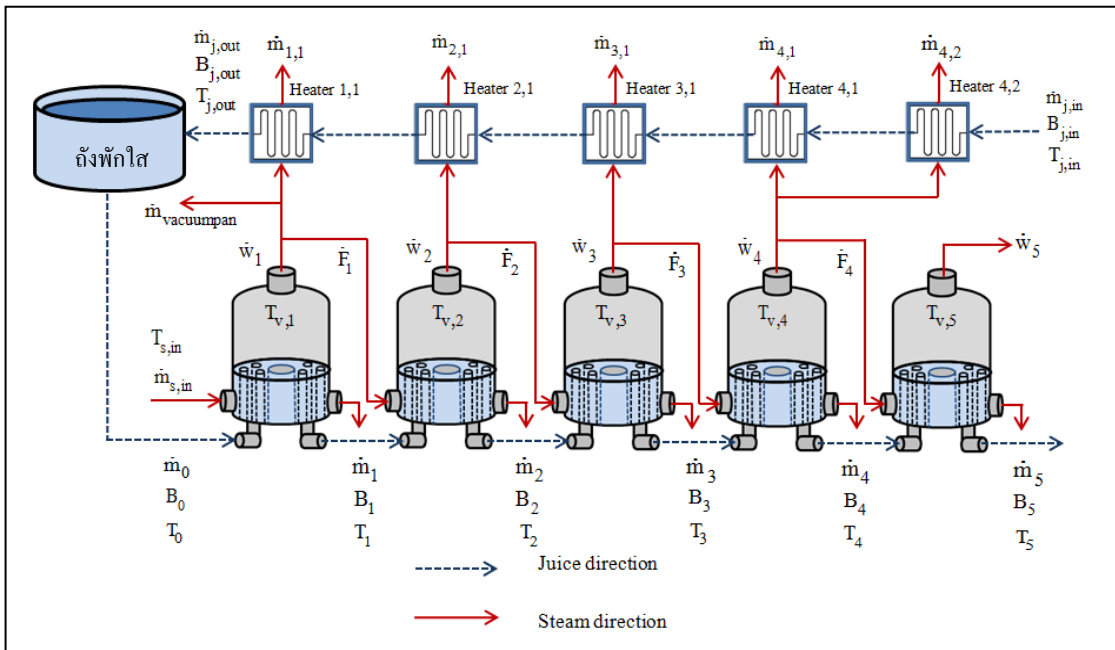 ṁj,out
Bj,out
Tj,out
ṁ1,1
ṁ2,1
ṁ3,1
ṁ4,1
ṁ4,2
Heater 1,1
Heater 2,1
Heater 3,1
Heater 4,1
Heater 4,2
ṁj,in
Bj,in
Tj,in
ถังพักใส
ṁvacuumpan
ẇ1
Ḟ1
ẇ2
Ḟ2
ẇ3
Ḟ3
ẇ4
Ḟ4
ẇ5
Tv,1
Tv,2
Tv,3
Tv,4
Tv,5
Ts,in
ṁs,in
ṁ0
ṁ1
ṁ2
ṁ3
ṁ4
ṁ5
B0
B1
B2
B3
B4
B5
T0
T1
T2
T3
T4
T5
Juice direction
Steam direction